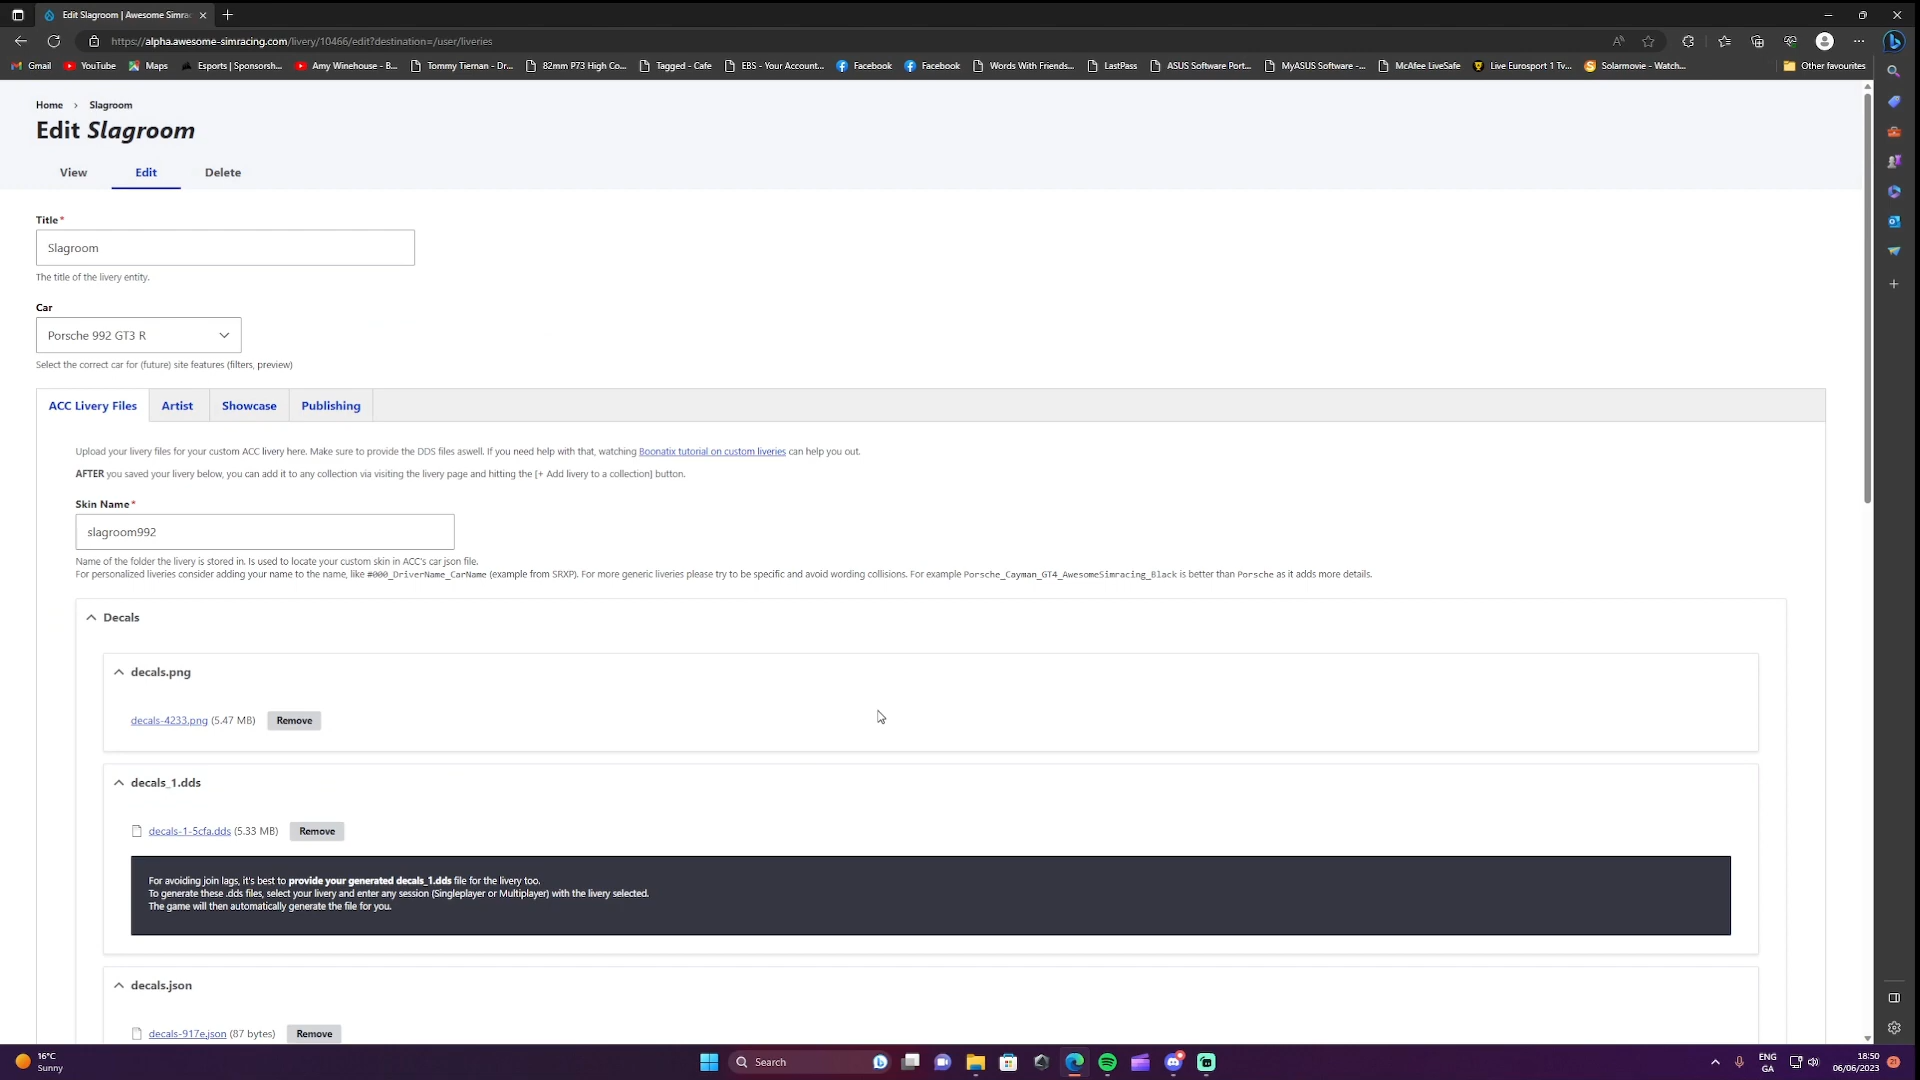 Edit Slagroom | Awesome Simrac
https://alpha.awesome-simracing.com/livery/10466/edit?destination=/user/liveries
Gmail
YouTube
Maps
Esports | Sponsorsh...
Amy Winehouse - B...
Tommy Tiernan - Dr...
82mm P73 High Co...
Tagged - Cafe
EBS - Your Account...
Facebook
Facebook
Words With Friends...
LastPass
ASUS Software Port...
MyASUS Software -...
McAfee LiveSafe
Live Eurosport 1 Tv...
Solarmovie - Watch...
Other favourites
Home › Slagroom
Edit Slagroom
View
Edit
Delete
Title*
Slagroom
The title of the livery entity.
Car
Porsche 992 GT3 R
Select the correct car for (future) site features (filters, preview)
ACC Livery Files
Artist
Showcase
Publishing
Upload your livery files for your custom ACC livery here. Make sure to provide the DDS files aswell. If you need help with that, watching Boonatix tutorial on custom liveries can help you out.
AFTER you saved your livery below, you can add it to any collection via visiting the livery page and hitting the [+ Add livery to a collection] button.
Skin Name*
slagroom992
Name of the folder the livery is stored in. Is used to locate your custom skin in ACC's car json file.
For personalized liveries consider adding your name to the name, like #000_DriverName_CarName (example from SRXP). For more generic liveries please try to be specific and avoid wording collisions. For example Porsche_Cayman_GT4_AwesomeSimracing_Black is better than Porsche as it adds more details.
Decals
decals.png
decals-4233.png (5.47 MB)
Remove
decals_1.dds
decals-1-5cfa.dds (5.33 MB)
Remove
For avoiding join lags, it's best to provide your generated decals_1.dds file for the livery too.
To generate these .dds files, select your livery and enter any session (Singleplayer or Multiplayer) with the livery selected.
The game will then automatically generate the file for you.
decals.json
decals-917e.json (87 bytes)
Remove
16°C
Sunny
Search
ENG
GA
18:50
06/06/2023
21